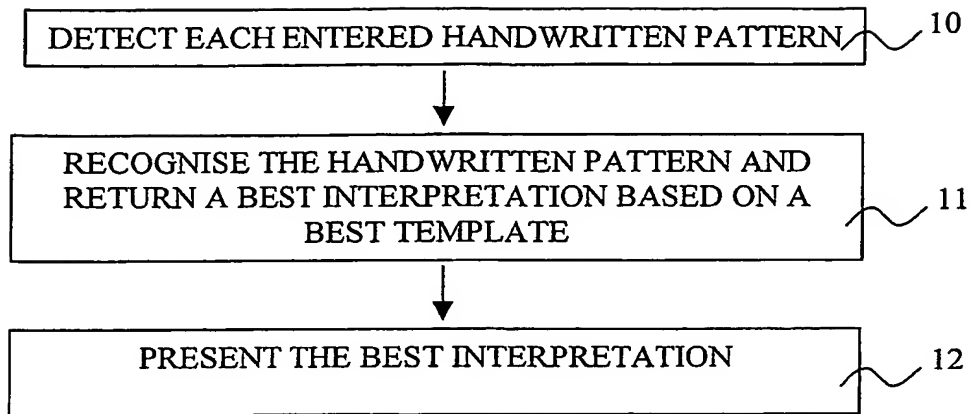 DETECT EACH ENTERED HANDWRITTEN PATTERN 10
RECOGNISE THE HANDWRITTEN PATTERN AND
RETURN A BEST INTERPRETATION BASED ON A
BEST TEMPLATE
11
PRESENT THE BEST INTERPRETATION
12